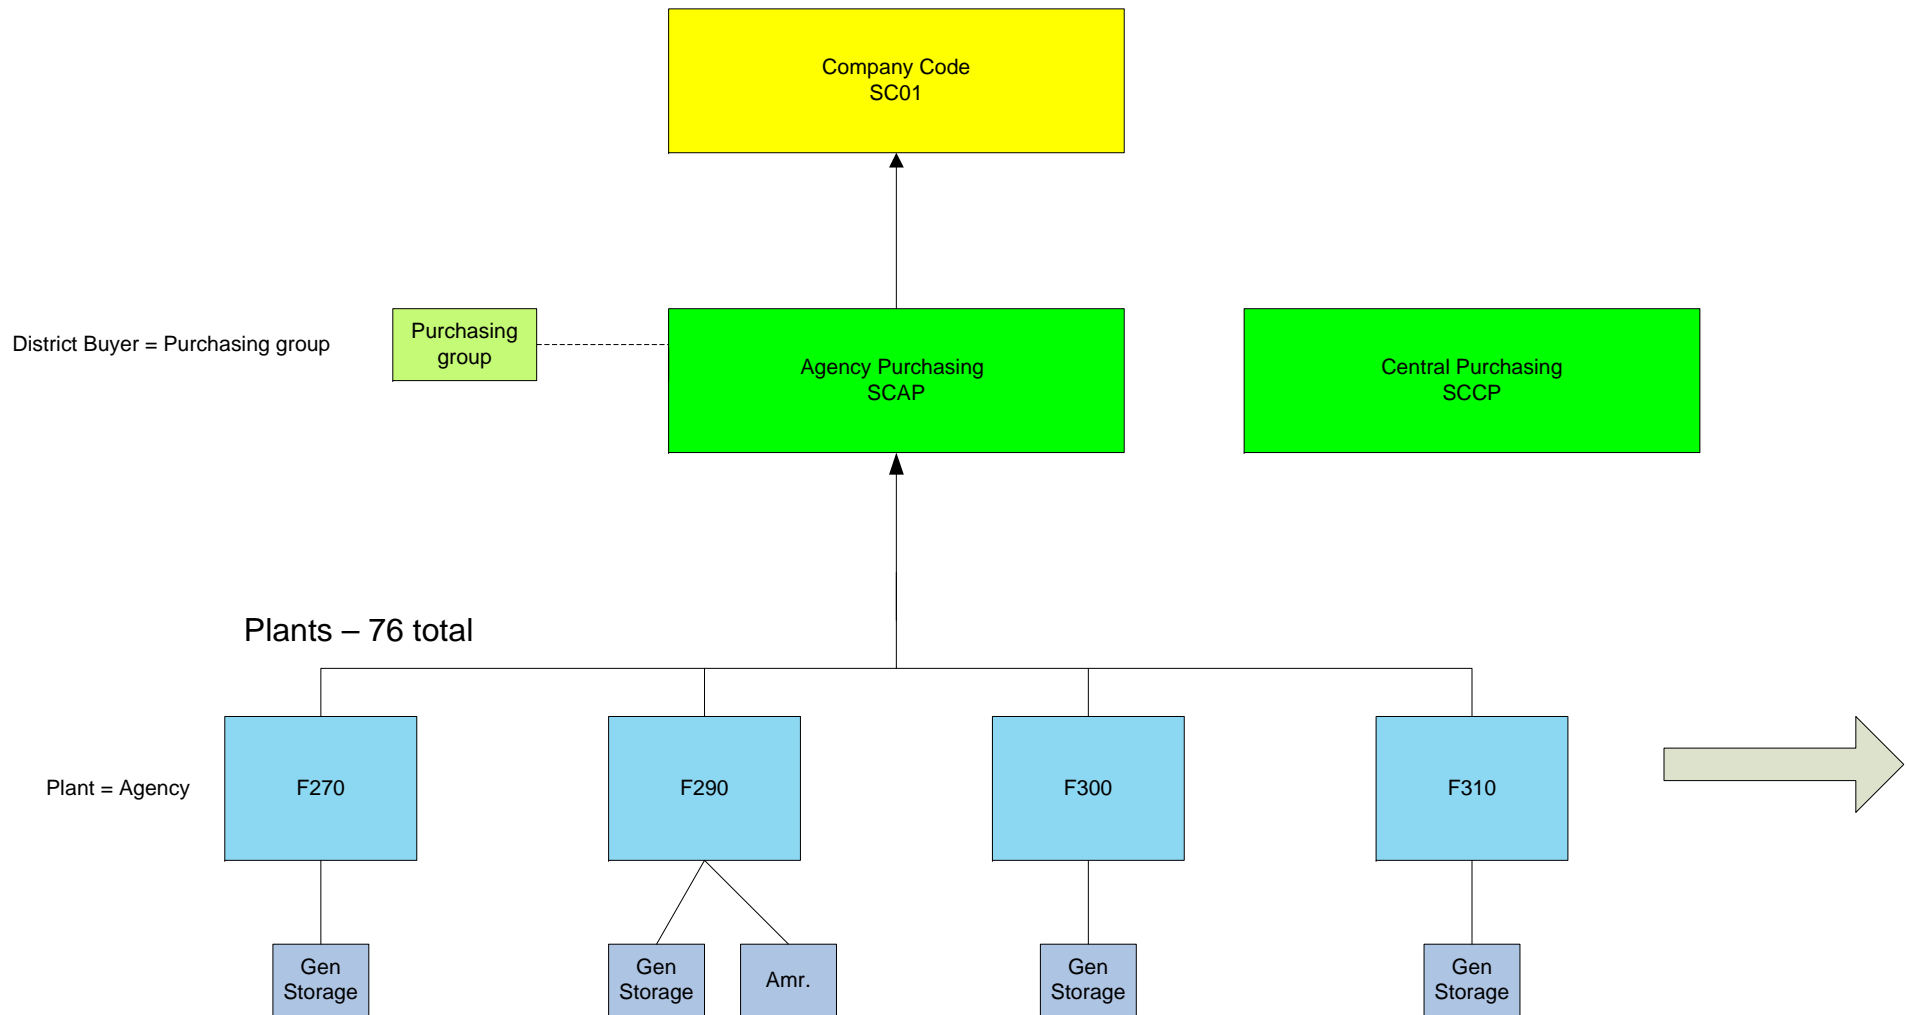 Company Code
SC01
District Buyer = Purchasing group
Purchasing
group
Agency Purchasing
SCAP
Central Purchasing
SCCP
Plants – 76 total
Plant = Agency
F270
F290
F300
F310
Gen
Storage
Gen
Storage
Amr.
Gen
Storage
Gen
Storage